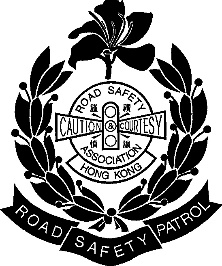 ROAD SAFETY
CAUTION & COURTESY
ASSOCIATION
HONG KONG
ROAD SAFETY PATROL